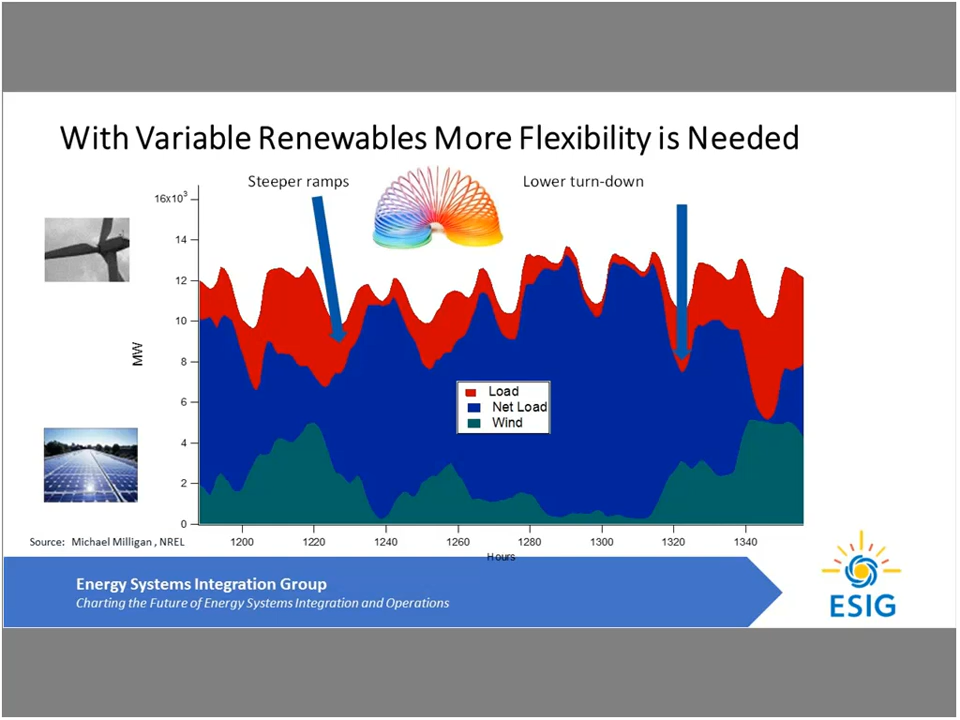 With Variable Renewables More Flexibility is Needed
Steeper ramps
Lower turn-down
16x10³
14
12
10
8
6
4
2
0
MW
Load
Net Load
Wind
1200 1220 1240 1260 1280 1300 1320 1340
Hours
Source: Michael Milligan , NREL
Energy Systems Integration Group
Charting the Future of Energy Systems Integration and Operations
ESIG